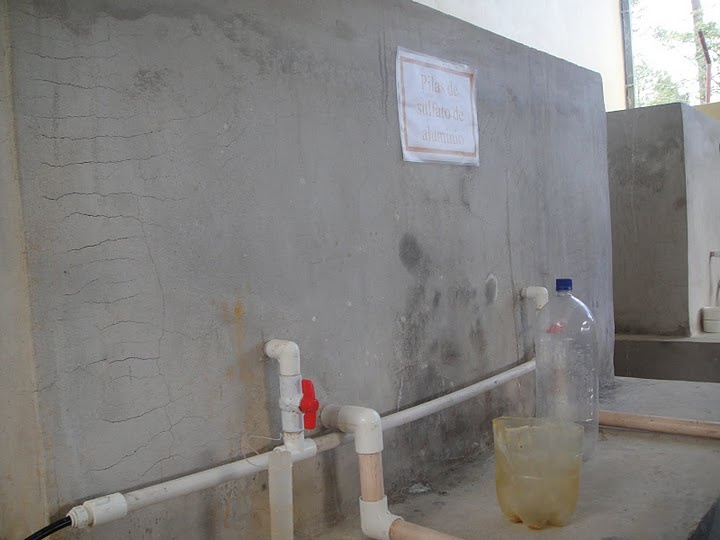 Pilas de
sulfato de
aluminio